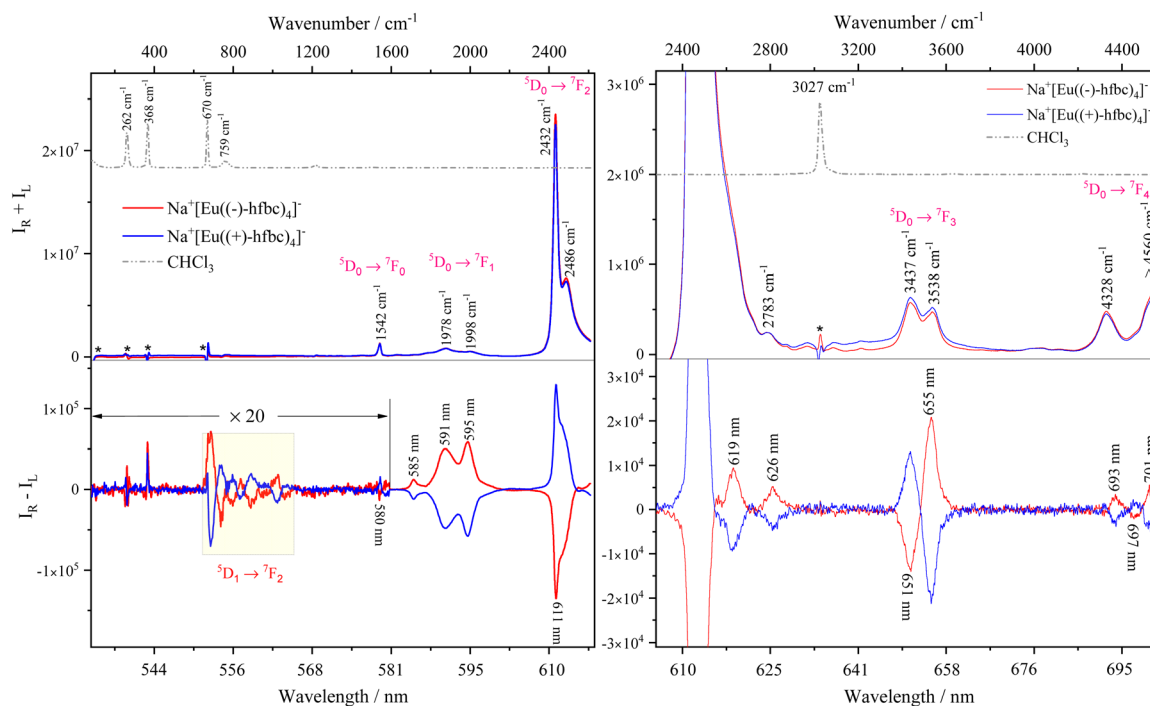 Wavenumber / cm⁻¹
400 800 1200 1600 2000 2400
I_R + I_L
2×10⁷
1×10⁷
0
262 cm⁻¹
368 cm⁻¹
670 cm⁻¹
759 cm⁻¹
Na⁺[Eu((-)-hfbc)₄]⁻
Na⁺[Eu((+)-hfbc)₄]⁻
CHCl₃
⁵D₀ → ⁷F₀
⁵D₀ → ⁷F₁
⁵D₀ → ⁷F₂
1542 cm⁻¹
1978 cm⁻¹
1998 cm⁻¹
2432 cm⁻¹
2486 cm⁻¹
* * * *
I_R - I_L
1×10⁵
0
-1×10⁵
× 20
⁵D₁ → ⁷F₂
580 nm
585 nm
591 nm
595 nm
611 nm
544 556 568 581 595 610
Wavelength / nm
Wavenumber / cm⁻¹
2400 2800 3200 3600 4000 4400
3×10⁶
2×10⁶
1×10⁶
0
3027 cm⁻¹
Na⁺[Eu((-)-hfbc)₄]⁻
Na⁺[Eu((+)-hfbc)₄]⁻
CHCl₃
⁵D₀ → ⁷F₃
⁵D₀ → ⁷F₄
2783 cm⁻¹
*
3437 cm⁻¹
3538 cm⁻¹
4328 cm⁻¹
> 4560 cm⁻¹
3×10⁴
2×10⁴
1×10⁴
0
-1×10⁴
-2×10⁴
-3×10⁴
619 nm
626 nm
651 nm
655 nm
693 nm
697 nm
701 nm
610 625 641 658 676 695
Wavelength / nm